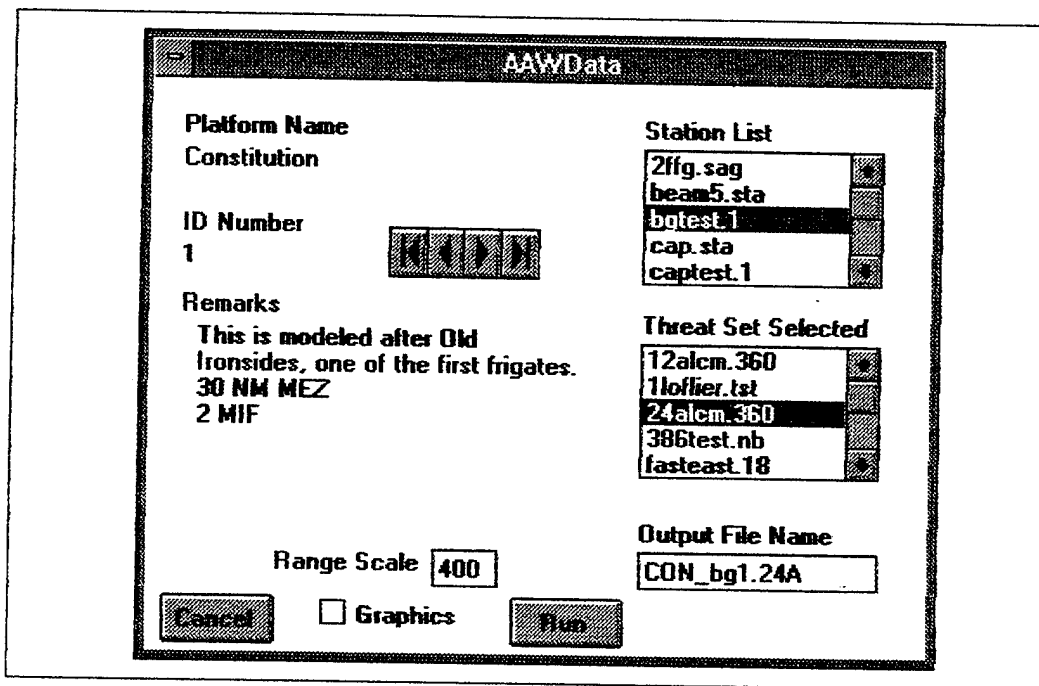 AAWData
Platform Name
Constitution
ID Number
1
Remarks
This is modeled after Old
Ironsides, one of the first frigates.
30 NM MEZ
2 MIF
Station List
2ffg.sag
beam5.sta
bgtest.1
cap.sta
captest.1
Threat Set Selected
12alcm.360
1loflier.tst
24alcm.360
386test.nb
fasteast.18
Range Scale 400
Output File Name
CON_bg1.24A
Cancel
Graphics
Run